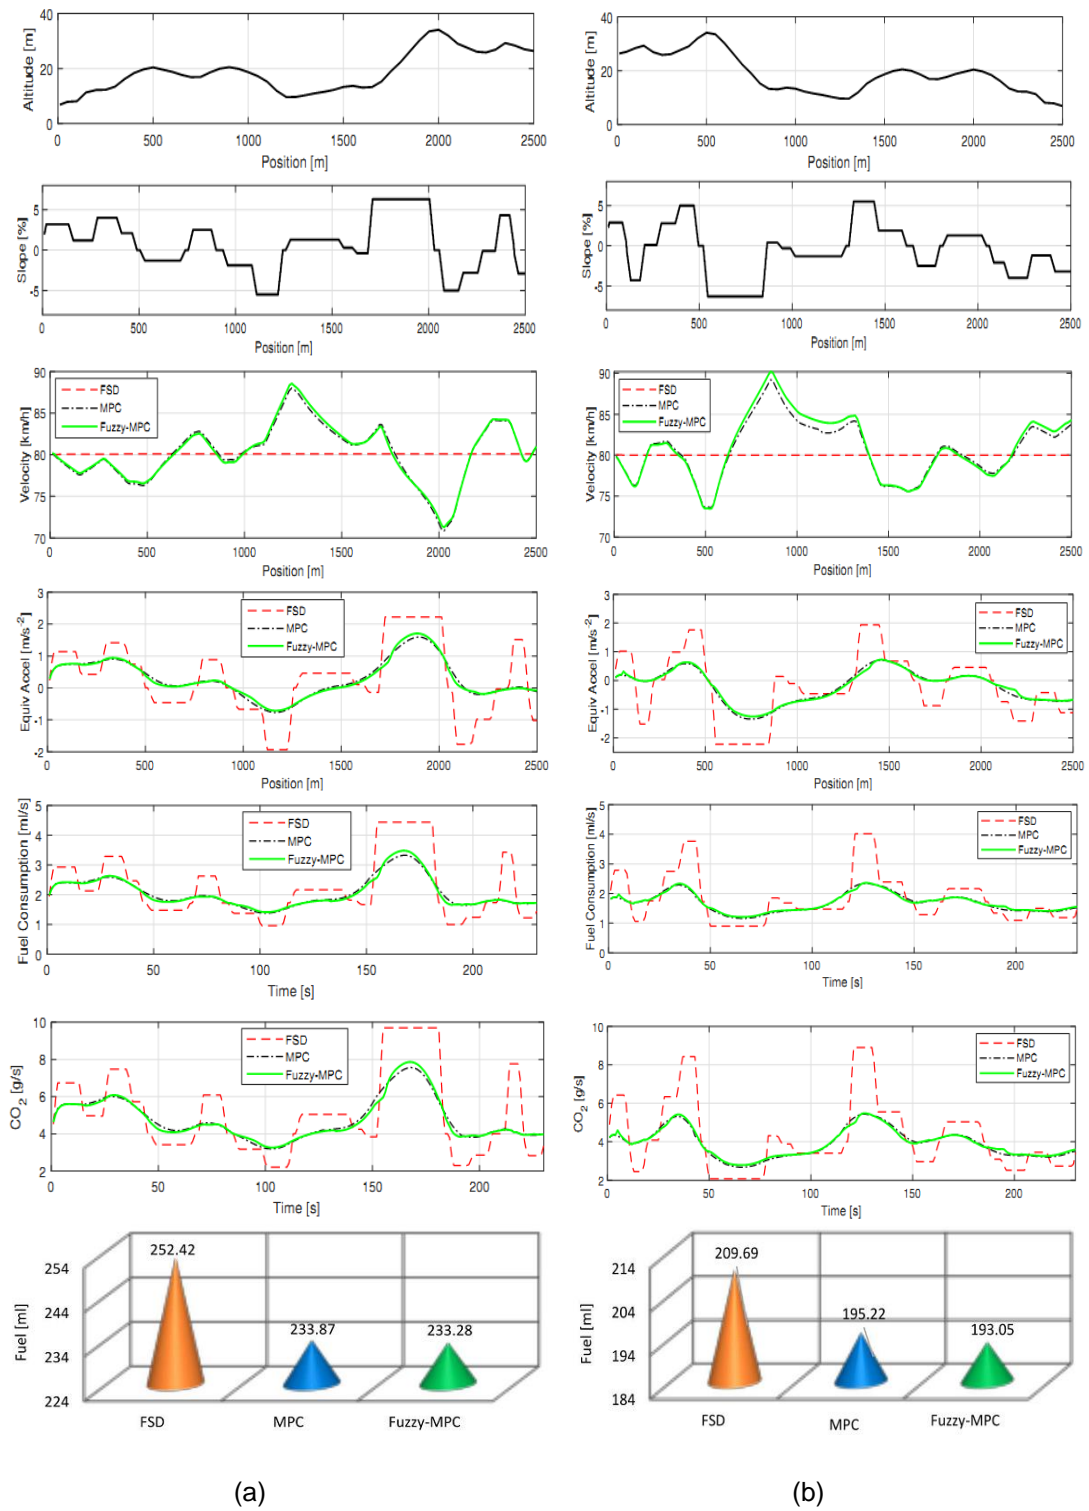 Altitude [m]
40
20
0
0 500 1000 1500 2000 2500
Position [m]
Altitude [m]
40
20
0
0 500 1000 1500 2000 2500
Position [m]
Slope [%]
5
0
-5
0 500 1000 1500 2000 2500
Position [m]
Slope [%]
5
0
-5
0 500 1000 1500 2000 2500
Position [m]
Velocity [km/h]
90
85
80
75
70
FSD
MPC
Fuzzy-MPC
0 500 1000 1500 2000 2500
Position [m]
Velocity [km/h]
90
85
80
75
70
FSD
MPC
Fuzzy-MPC
0 500 1000 1500 2000 2500
Position [m]
Equiv Accel [m/s⁻²]
3
2
1
0
-1
-2
FSD
MPC
Fuzzy-MPC
0 500 1000 1500 2000 2500
Position [m]
Equiv Accel [m/s⁻²]
3
2
1
0
-1
-2
FSD
MPC
Fuzzy-MPC
0 500 1000 1500 2000 2500
Position [m]
Fuel Consumption [ml/s]
5
4
3
2
1
0
FSD
MPC
Fuzzy-MPC
0 50 100 150 200
Time [s]
Fuel Consumption [ml/s]
5
4
3
2
1
0
FSD
MPC
Fuzzy-MPC
0 50 100 150 200
Time [s]
CO₂ [g/s]
10
8
6
4
2
FSD
MPC
Fuzzy-MPC
0 50 100 150 200
Time [s]
CO₂ [g/s]
10
8
6
4
2
FSD
MPC
Fuzzy-MPC
0 50 100 150 200
Time [s]
Fuel [ml]
254
244
234
224
252.42
233.87
233.28
FSD MPC Fuzzy-MPC
Fuel [ml]
214
204
194
184
209.69
195.22
193.05
FSD MPC Fuzzy-MPC
(a)
(b)